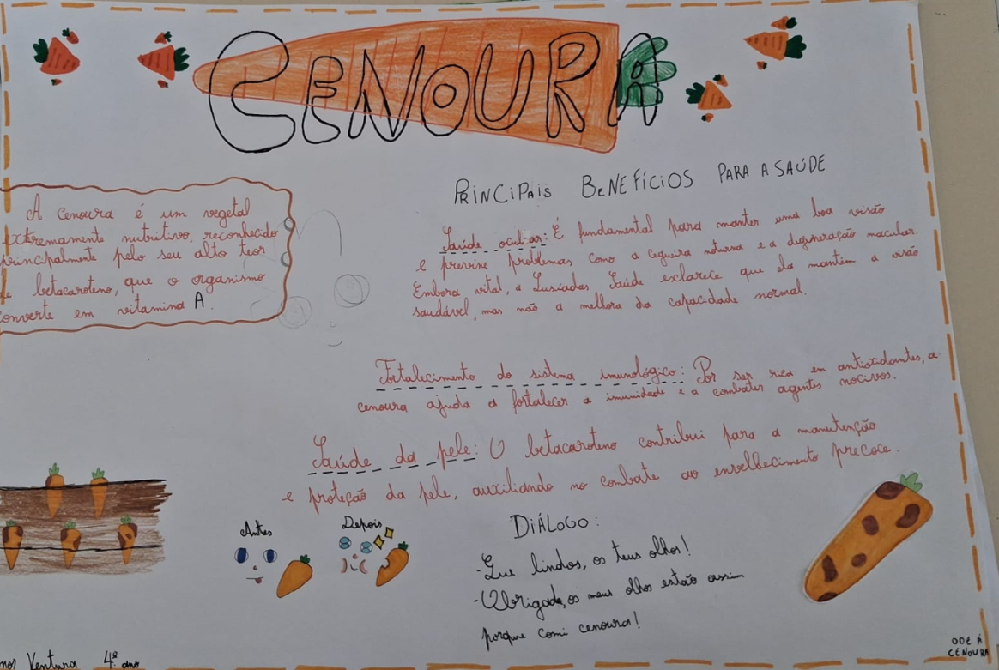 CENOURA
A cenoura é um vegetal
extremamente nutritivo, reconhecido
principalmente pelo seu alto teor
de betacaroteno, que o organismo
converte em vitamina A.
PRINCIPAIS BENEFÍCIOS PARA A SAÚDE
Saúde ocular: É fundamental para manter uma boa visão
e previne problemas, como a cegueira noturna e a degeneração macular.
Embora vital, a Lusíadas Saúde esclarece que ela mantém a visão
saudável, mas não a melhora da capacidade normal.
Fortalecimento do sistema imunológico: Por ser rica em antioxidantes, a
cenoura ajuda a fortalecer a imunidade e a combater agentes nocivos.
Saúde da pele: O betacaroteno contribui para a manutenção
e proteção da pele, auxiliando no combate ao envelhecimento precoce.
Antes
Depois
DIÁLOGO:
-Que lindos, os teus olhos!
-Obrigada, os meus olhos estão assim
porque comi cenoura!
Ventura 4º ano
ODE À
CENOURA